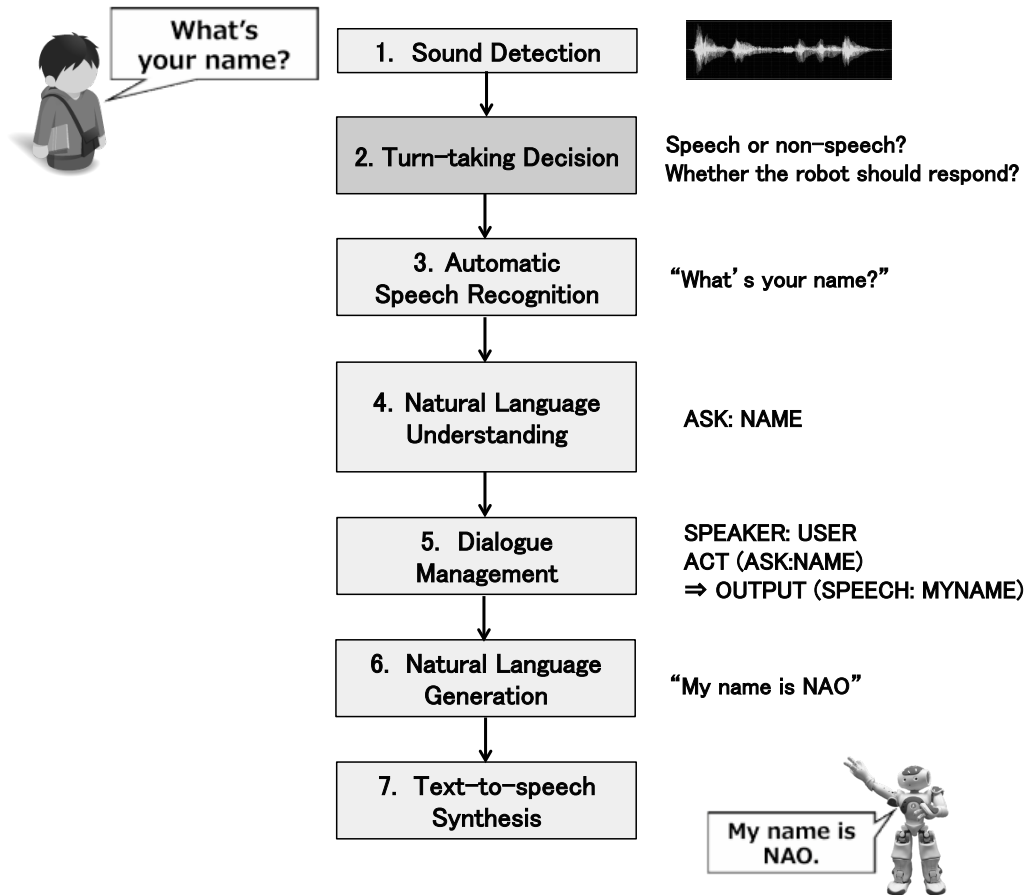 What's
your name?
1. Sound Detection
2. Turn-taking Decision
Speech or non-speech?
Whether the robot should respond?
3. Automatic
Speech Recognition
“What's your name?”
4. Natural Language
Understanding
ASK: NAME
5. Dialogue
Management
SPEAKER: USER
ACT (ASK:NAME)
⇒ OUTPUT (SPEECH: MYNAME)
6. Natural Language
Generation
“My name is NAO”
7. Text-to-speech
Synthesis
My name is
NAO.